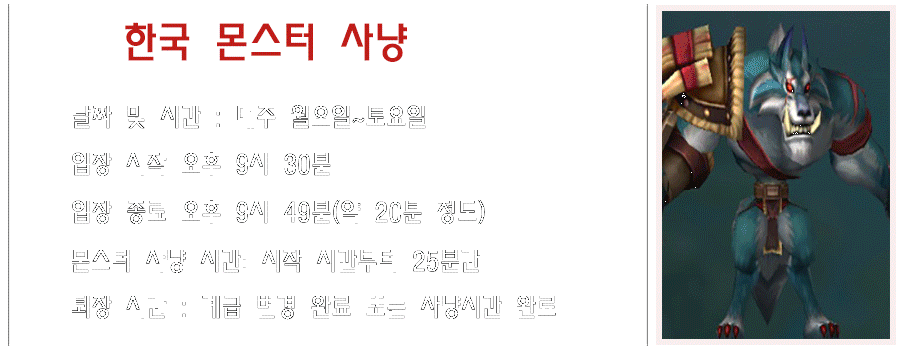 한국 몬스터 사냥
날짜 및 시간 : 매주 월요일~토요일
입장 시작 오후 9시 30분
입장 종료 오후 9시 49분(약 20분 정도)
몬스터 사냥 시간: 시작 시간부터 25분간
퇴장 시간 : 계급 변경 완료 또는 사냥시간 완료